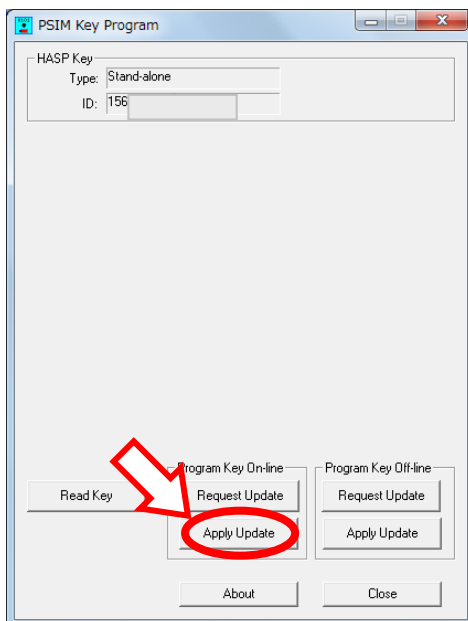 PSIM Key Program
HASP Key
Type: Stand-alone
ID: 156
Program Key On-line
Program Key Off-line
Read Key
Request Update
Request Update
Apply Update
Apply Update
About
Close